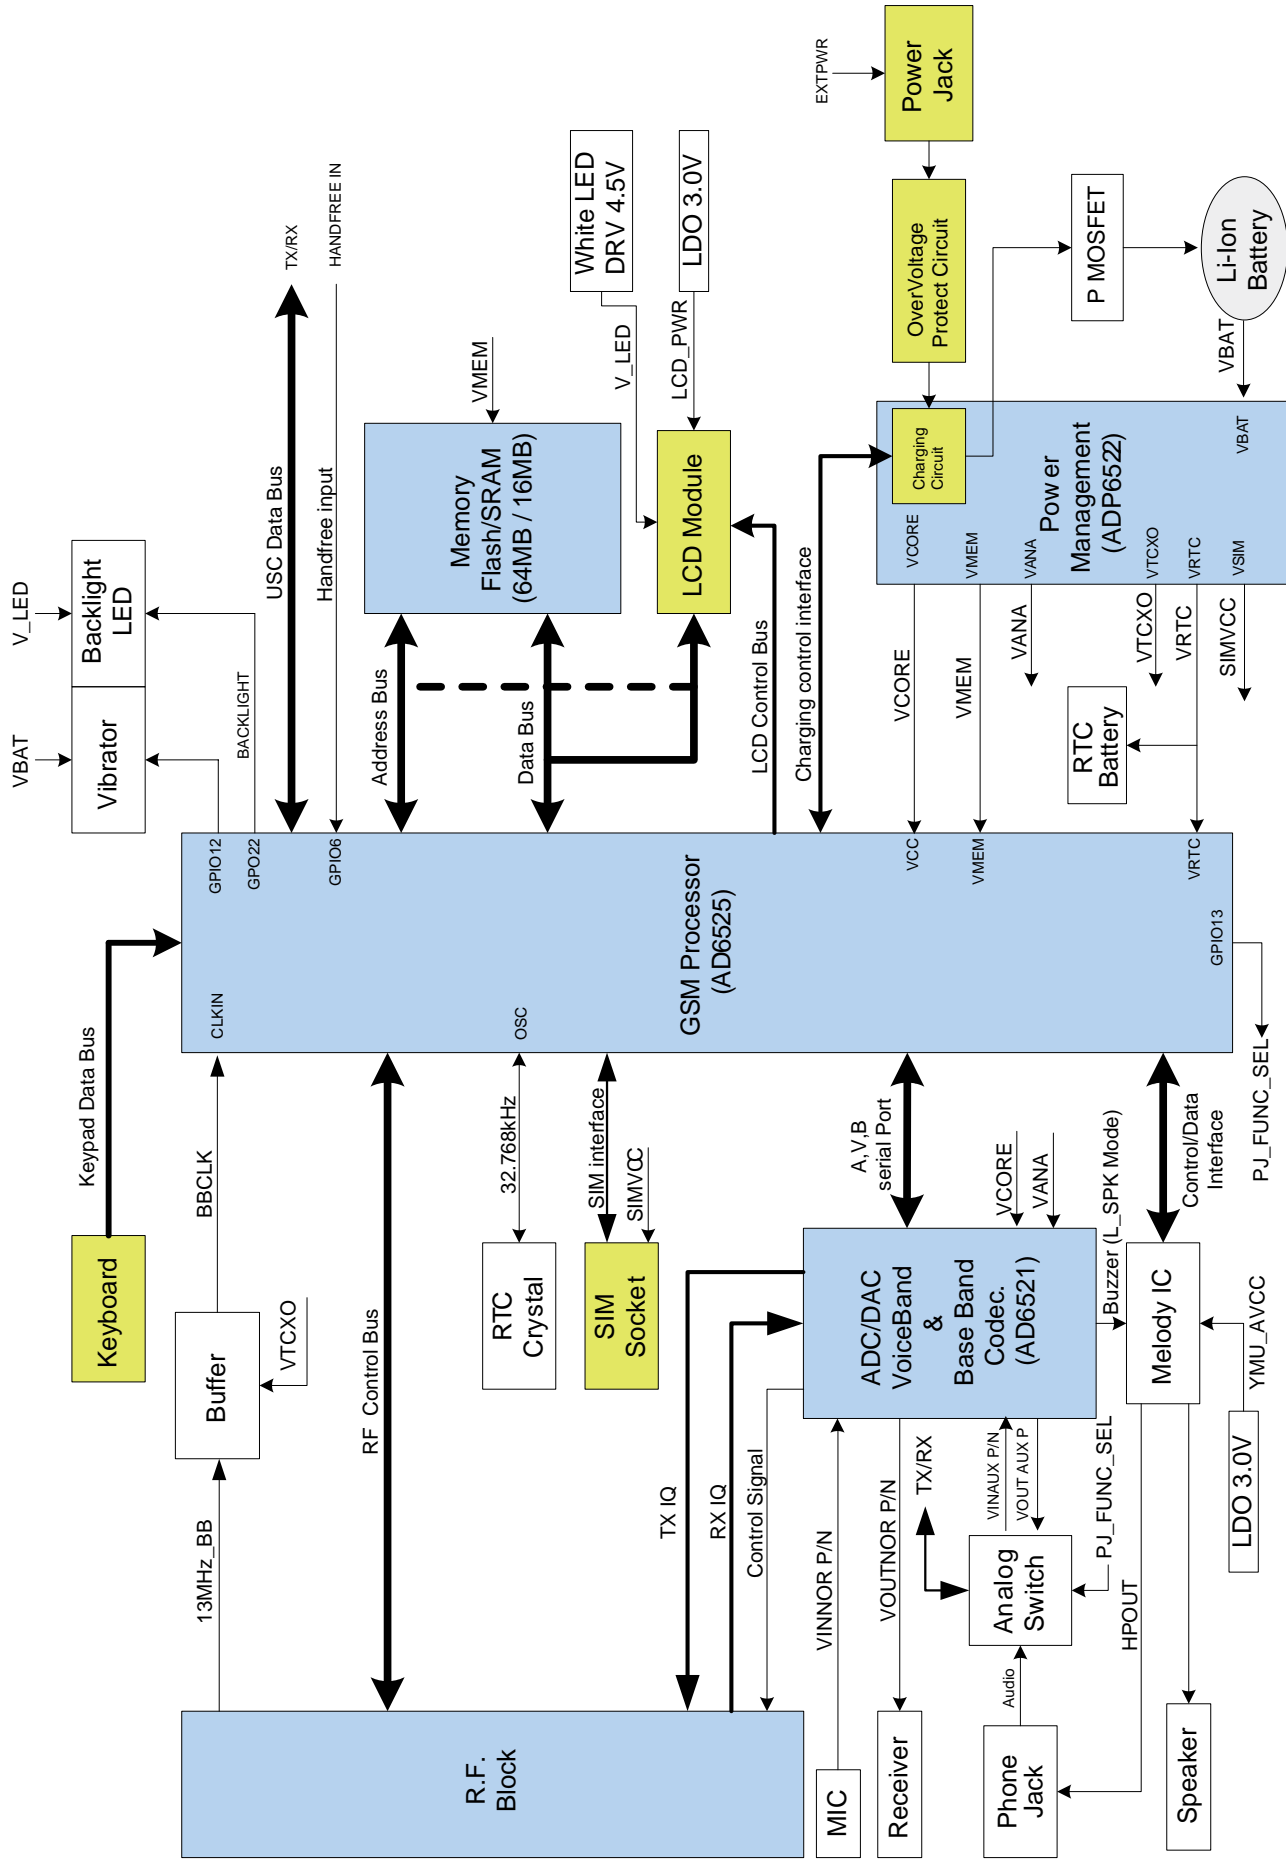 R.F.
Block
13MHz_BB
Buffer
VTCXO
BBCLK
CLKIN
Keyboard
Keypad Data Bus
RF Control Bus
RTC
Crystal
32.768kHz
OSC
SIM
Socket
SIM interface
SIMVCC
TX IQ
RX IQ
Control Signal
ADC/DAC
VoiceBand
&
Base Band
Codec.
(AD6521)
A,V,B
serial Port
VCORE
VANA
MIC
VINNOR P/N
Receiver
VOUTNOR P/N
TX/RX
VINAUX P/N
VOUT AUX P
Analog
Switch
PJ_FUNC_SEL
Audio
Phone
Jack
HPOUT
Speaker
Buzzer (L_SPK Mode)
Melody IC
Control/Data
Interface
YMU_AVCC
LDO 3.0V
GSM Processor
(AD6525)
GPIO12
GPO22
GPIO6
VCC
VMEM
VRTC
GPIO13
PJ_FUNC_SEL
VBAT
Vibrator
V_LED
Backlight
LED
BACKLIGHT
USC Data Bus
TX/RX
Handfree input
HANDFREE IN
Address Bus
Data Bus
Memory
Flash/SRAM
(64MB / 16MB)
VMEM
LCD Module
LCD Control Bus
V_LED
White LED
DRV 4.5V
LCD_PWR
LDO 3.0V
Charging control interface
VCORE
VMEM
VANA
VTCXO
VRTC
SIMVCC
RTC
Battery
VCORE
VMEM
VANA
VTCXO
VRTC
VSIM
Power
Management
(ADP6522)
Charging
Circuit
VBAT
VBAT
OverVoltage
Protect Circuit
Power
Jack
EXTPWR
P MOSFET
Li-Ion
Battery